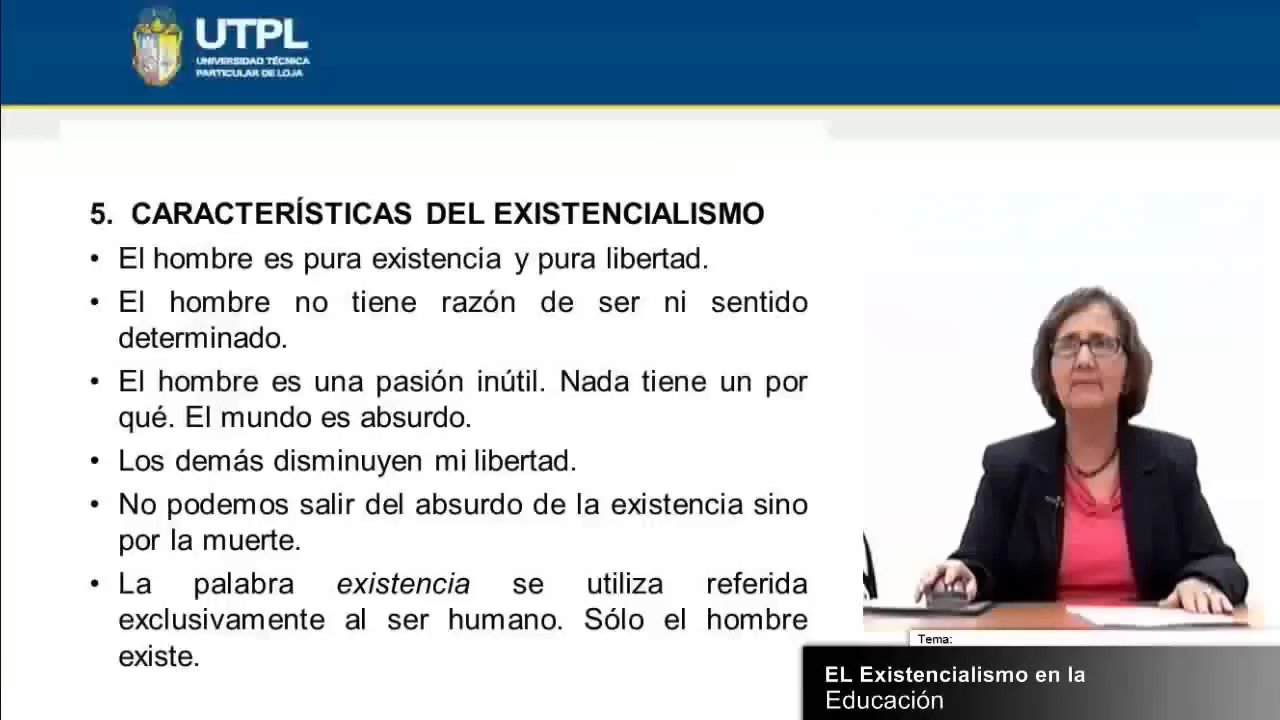 UTPL
UNIVERSIDAD TÉCNICA
PARTICULAR DE LOJA
5. CARACTERÍSTICAS DEL EXISTENCIALISMO
• El hombre es pura existencia y pura libertad.
• El hombre no tiene razón de ser ni sentido
determinado.
• El hombre es una pasión inútil. Nada tiene un por
qué. El mundo es absurdo.
• Los demás disminuyen mi libertad.
• No podemos salir del absurdo de la existencia sino
por la muerte.
• La palabra existencia se utiliza referida
exclusivamente al ser humano. Sólo el hombre
existe.
Tema:
EL Existencialismo en la
Educación